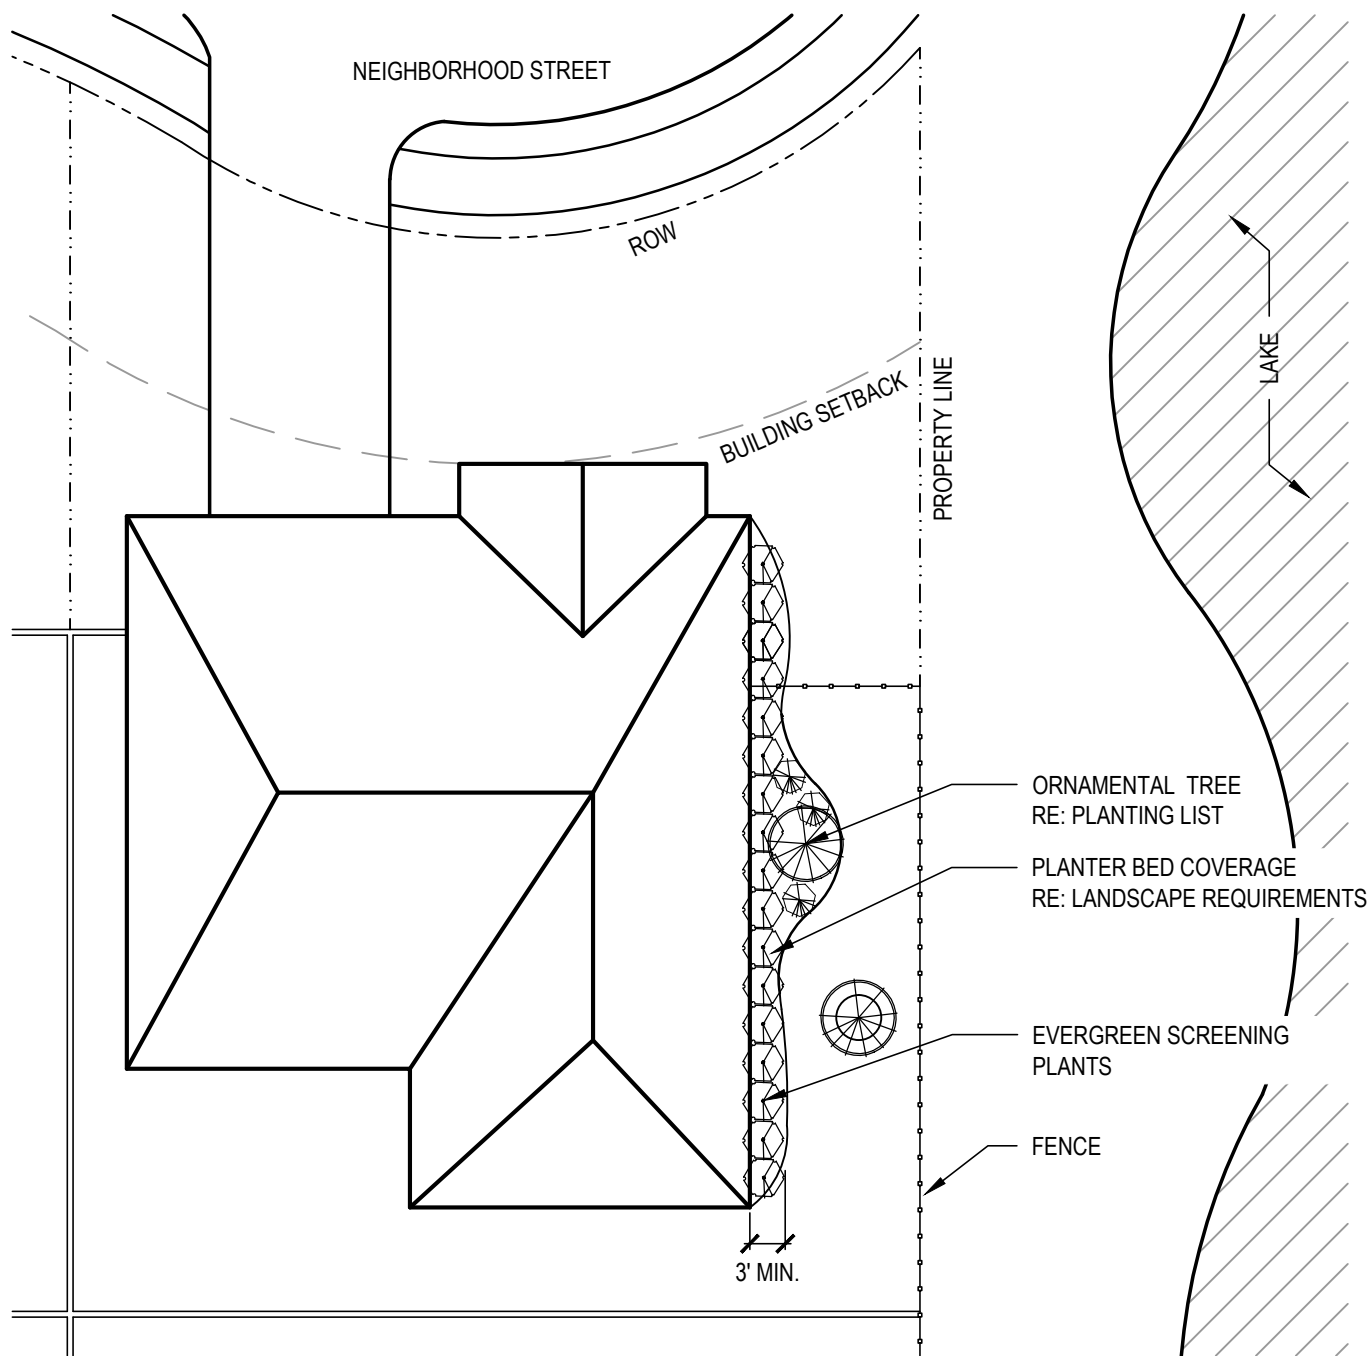 NEIGHBORHOOD STREET
ROW
BUILDING SETBACK
PROPERTY LINE
LAKE
ORNAMENTAL TREE
RE: PLANTING LIST
PLANTER BED COVERAGE
RE: LANDSCAPE REQUIREMENTS
EVERGREEN SCREENING
PLANTS
FENCE
3' MIN.